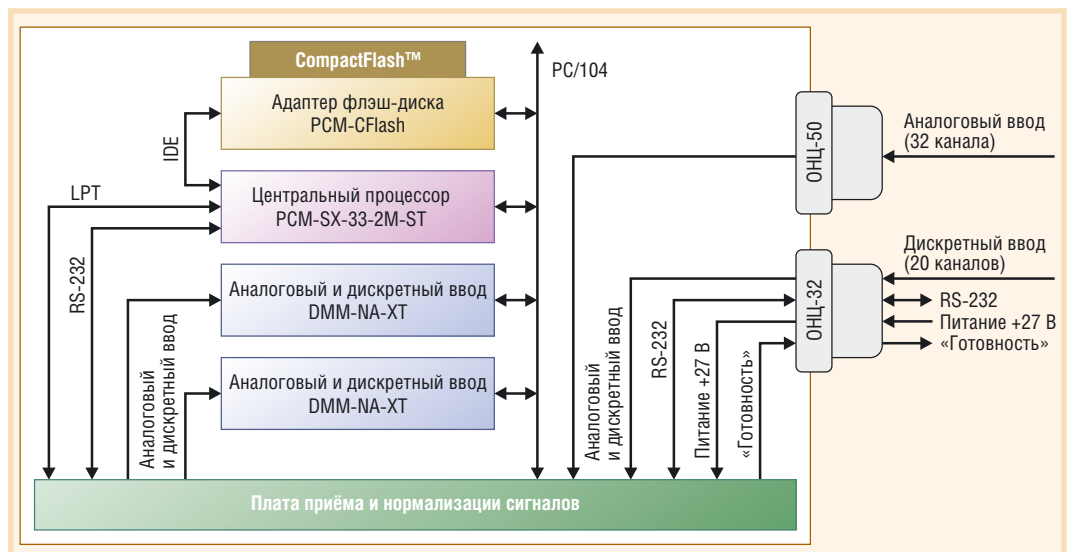 CompactFlash™
Адаптер флэш-диска
PCM-CFlash
PC/104
IDE
Центральный процессор
PCM-SX-33-2M-ST
LPT
RS-232
Аналоговый и дискретный ввод
DMM-NA-XT
Аналоговый и дискретный ввод
DMM-NA-XT
Аналоговый
и дискретный ввод
ОНЦ-50
Аналоговый ввод
(32 канала)
ОНЦ-32
Дискретный ввод
(20 каналов)
RS-232
Питание +27 В
«Готовность»
Аналоговый
и дискретный ввод
RS-232
Питание +27 В
«Готовность»
Плата приёма и нормализации сигналов